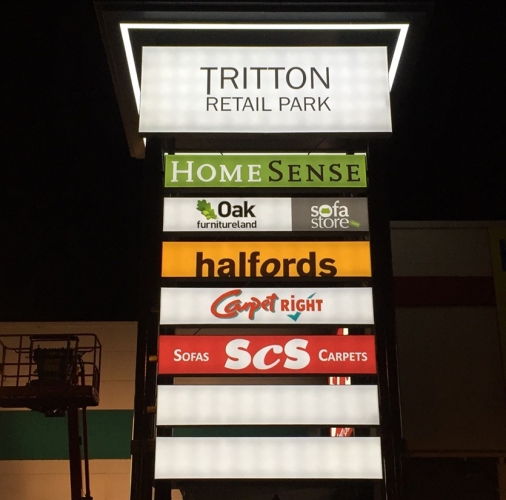 TRITTON
RETAIL PARK
HOMESENSE
Oak
furnitureland
sofa
store
halfords
Carpet RIGHT
SOFAS ScS CARPETS